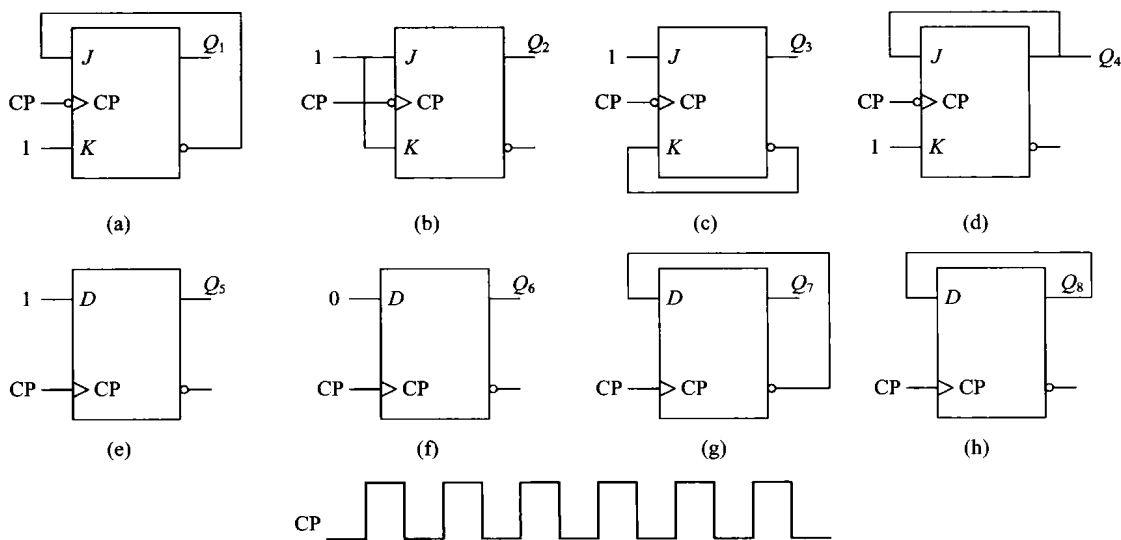 J Q₁
CP CP
1 K
(a)
1 J Q₂
CP CP
K
(b)
1 J Q₃
CP CP
K
(c)
J Q₄
CP CP
1 K
(d)
1 D Q₅
CP CP
(e)
0 D Q₆
CP CP
(f)
D Q₇
CP CP
(g)
D Q₈
CP CP
(h)
CP